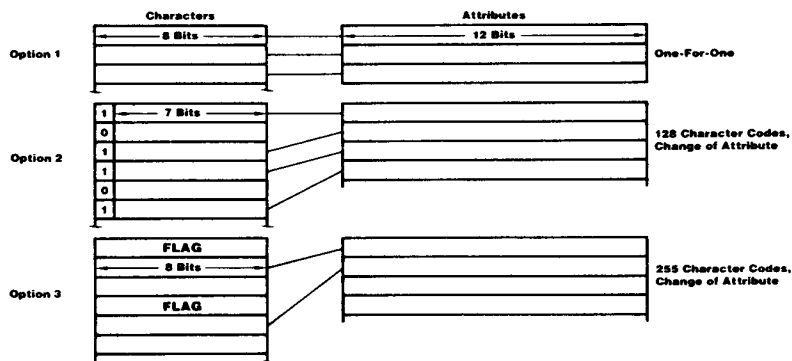 Characters Attributes
Option 1 8 Bits 12 Bits One-For-One
Option 2
1 7 Bits
0
1
1
0
1
128 Character Codes,
Change of Attribute
Option 3
FLAG
8 Bits
FLAG
255 Character Codes,
Change of Attribute